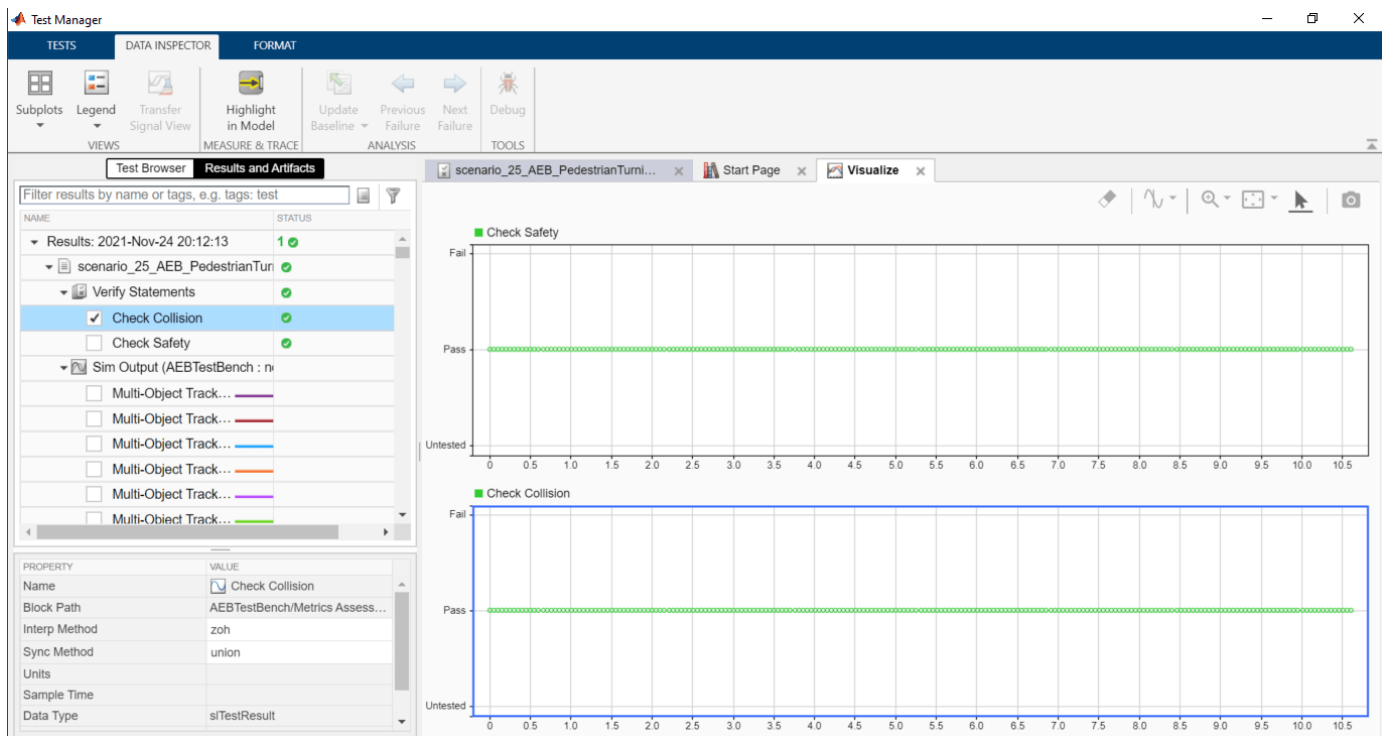 Test Manager
TESTS DATA INSPECTOR FORMAT
Subplots Legend Transfer Signal View Highlight in Model Update Baseline Previous Failure Next Failure Debug
VIEWS MEASURE & TRACE ANALYSIS TOOLS
Test Browser Results and Artifacts
Filter results by name or tags, e.g. tags: test
NAME STATUS
Results: 2021-Nov-24 20:12:13 1
scenario_25_AEB_PedestrianTur
Verify Statements
Check Collision
Check Safety
Sim Output (AEBTestBench : n
Multi-Object Track...
Multi-Object Track...
Multi-Object Track...
Multi-Object Track...
Multi-Object Track...
Multi-Object Track...
PROPERTY VALUE
Name Check Collision
Block Path AEBTestBench/Metrics Assess...
Interp Method zoh
Sync Method union
Units
Sample Time
Data Type slTestResult
scenario_25_AEB_PedestrianTurni... Start Page Visualize
Check Safety
Fail
Pass
Untested
0 0.5 1.0 1.5 2.0 2.5 3.0 3.5 4.0 4.5 5.0 5.5 6.0 6.5 7.0 7.5 8.0 8.5 9.0 9.5 10.0 10.5
Check Collision
Fail
Pass
Untested
0 0.5 1.0 1.5 2.0 2.5 3.0 3.5 4.0 4.5 5.0 5.5 6.0 6.5 7.0 7.5 8.0 8.5 9.0 9.5 10.0 10.5